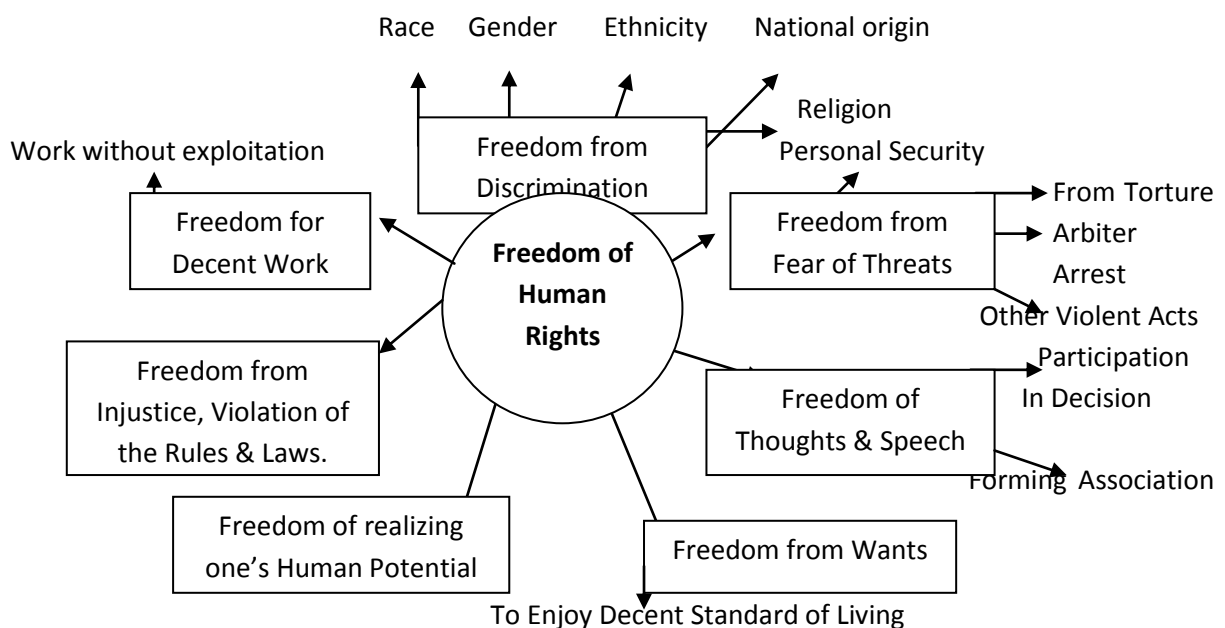 Race Gender Ethnicity National origin
Religion
Freedom from
Discrimination
Personal Security
Work without exploitation
Freedom for
Decent Work
Freedom of
Human
Rights
Freedom from
Fear of Threats
From Torture
Arbiter
Arrest
Other Violent Acts
Freedom from
Injustice, Violation of
the Rules & Laws.
Freedom of
Thoughts & Speech
Participation
In Decision
Forming Association
Freedom of realizing
one's Human Potential
Freedom from Wants
To Enjoy Decent Standard of Living